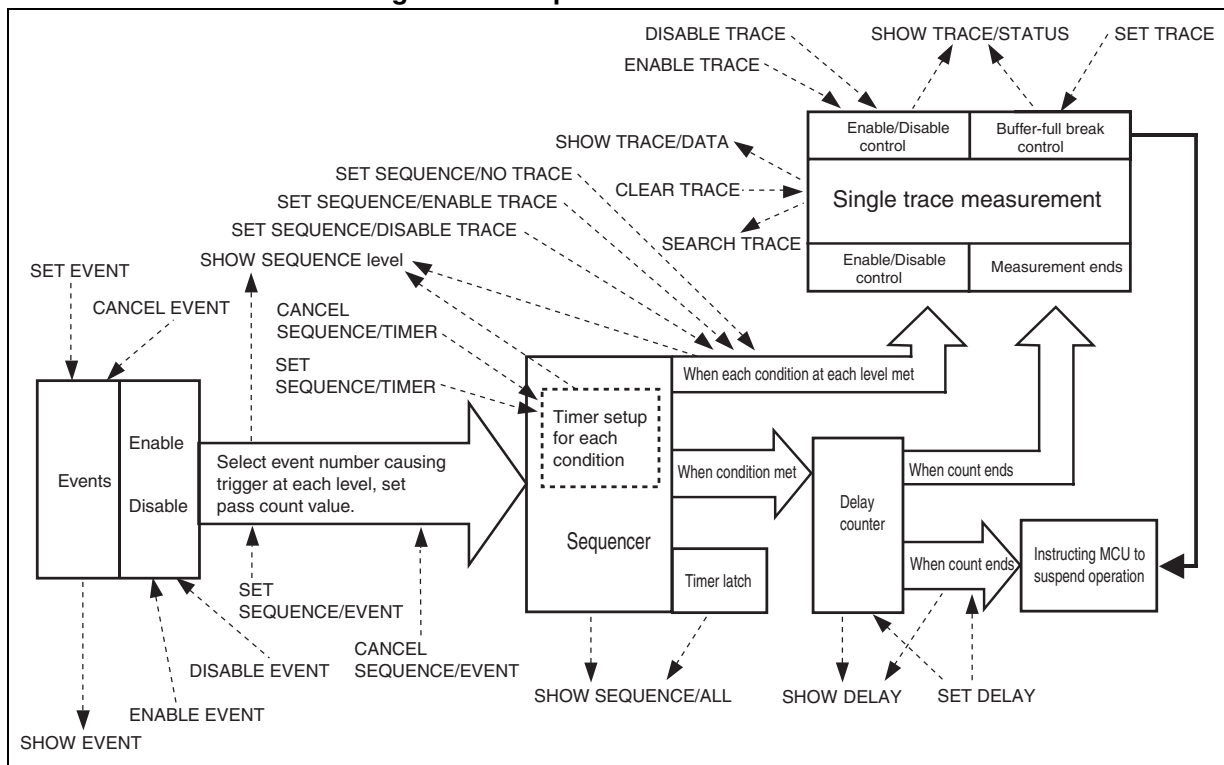 DISABLE TRACE
SHOW TRACE/STATUS
SET TRACE
ENABLE TRACE
Enable/Disable
control
Buffer-full break
control
SHOW TRACE/DATA
SET SEQUENCE/NO TRACE
CLEAR TRACE
Single trace measurement
SET SEQUENCE/ENABLE TRACE
SET SEQUENCE/DISABLE TRACE
SEARCH TRACE
SHOW SEQUENCE level
Enable/Disable
control
Measurement ends
SET EVENT
CANCEL EVENT
CANCEL
SEQUENCE/TIMER
SET
SEQUENCE/TIMER
When each condition at each level met
Timer setup
for each
condition
Events
Enable
Disable
Select event number causing
trigger at each level, set
pass count value.
When condition met
When count ends
Delay
counter
Sequencer
Timer latch
When count ends
Instructing MCU to
suspend operation
SET
SEQUENCE/EVENT
CANCEL
SEQUENCE/EVENT
DISABLE EVENT
ENABLE EVENT
SHOW EVENT
SHOW SEQUENCE/ALL
SHOW DELAY
SET DELAY